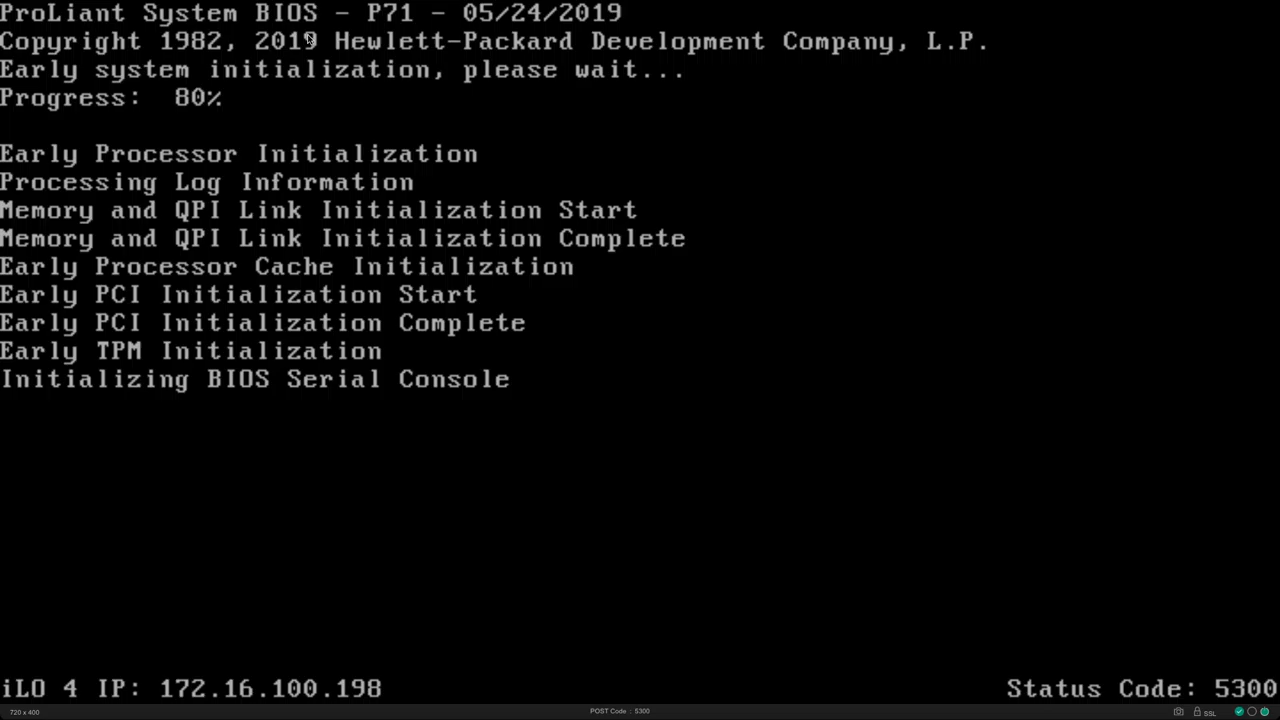 ProLiant System BIOS - P71 - 05/24/2019
Copyright 1982, 2019 Hewlett-Packard Development Company, L.P.
Early system initialization, please wait...
Progress: 80%
Early Processor Initialization
Processing Log Information
Memory and QPI Link Initialization Start
Memory and QPI Link Initialization Complete
Early Processor Cache Initialization
Early PCI Initialization Start
Early PCI Initialization Complete
Early TPM Initialization
Initializing BIOS Serial Console
iLO 4 IP: 172.16.100.198 Status Code: 5300
720 x 400 POST Code : 5300 SSL